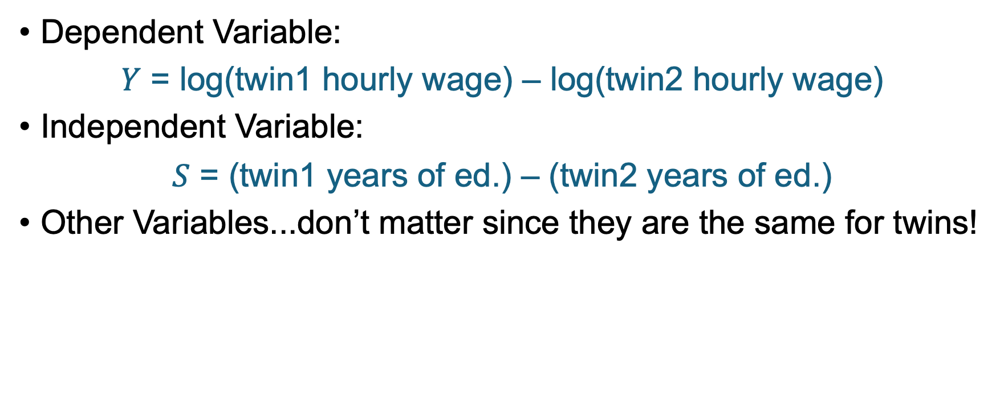 • Dependent Variable:
Y = log(twin1 hourly wage) – log(twin2 hourly wage)
• Independent Variable:
S = (twin1 years of ed.) – (twin2 years of ed.)
• Other Variables...don’t matter since they are the same for twins!